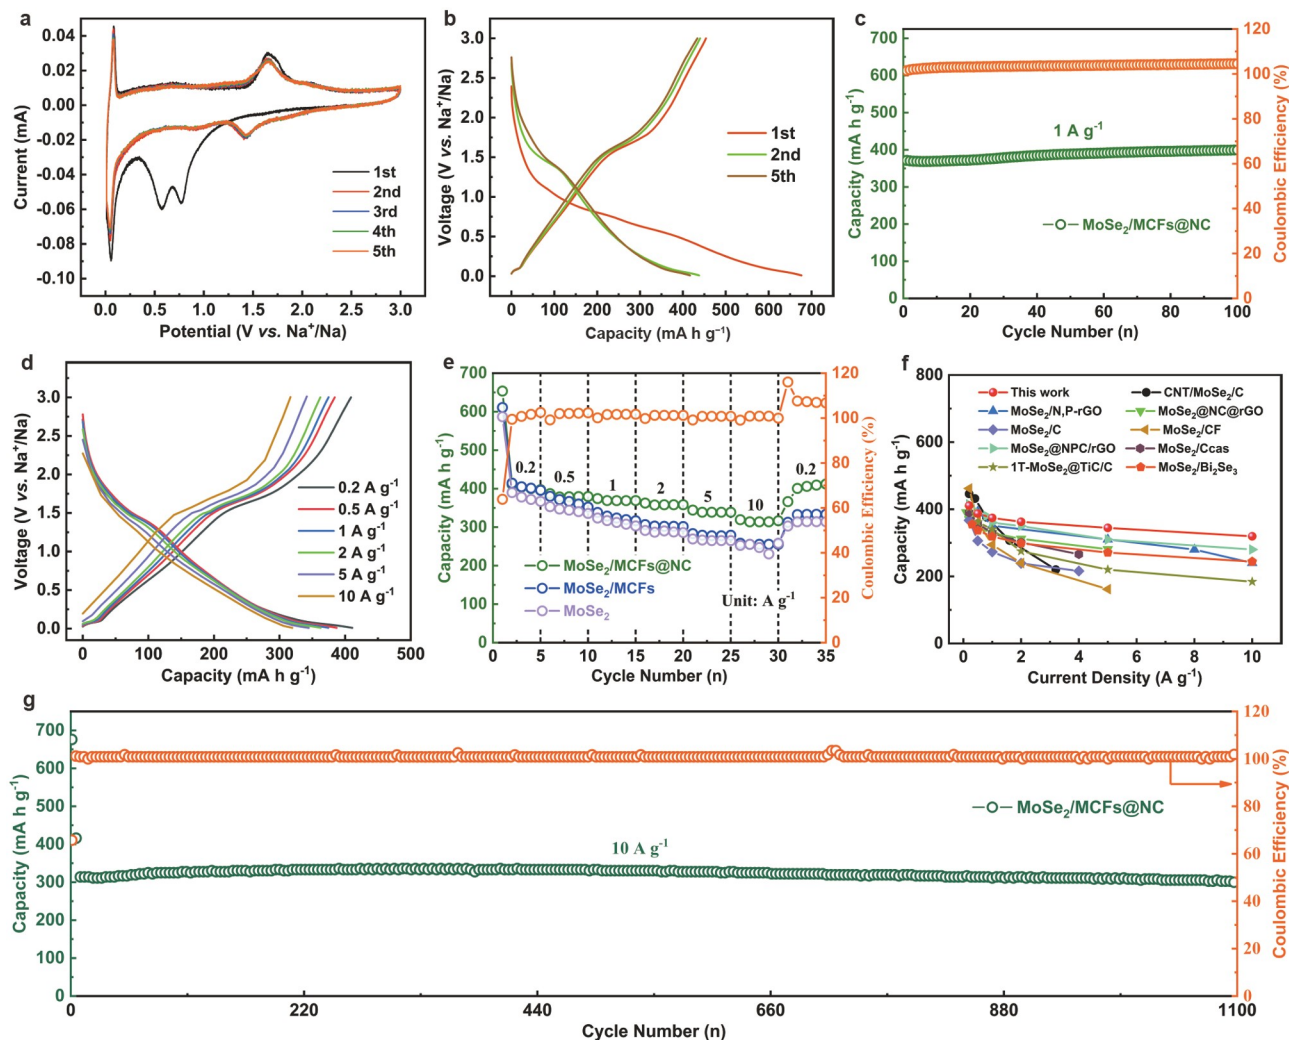 a
0.04
0.02
0.00
-0.02
-0.04
-0.06
-0.08
-0.10
Current (mA)
1st
2nd
3rd
4th
5th
0.0 0.5 1.0 1.5 2.0 2.5 3.0
Potential (V vs. Na⁺/Na)
b
3.0
2.5
2.0
1.5
1.0
0.5
0.0
Voltage (V vs. Na⁺/Na)
1st
2nd
5th
0 100 200 300 400 500 600 700
Capacity (mA h g⁻¹)
c
700
600
500
400
300
200
100
0
Capacity (mA h g⁻¹)
1 A g⁻¹
MoSe₂/MCFs@NC
120
100
80
60
40
20
0
Coulombic Efficiency (%)
0 20 40 60 80 100
Cycle Number (n)
d
3.0
2.5
2.0
1.5
1.0
0.5
0.0
Voltage (V vs. Na⁺/Na)
0.2 A g⁻¹
0.5 A g⁻¹
1 A g⁻¹
2 A g⁻¹
5 A g⁻¹
10 A g⁻¹
0 100 200 300 400 500
Capacity (mA h g⁻¹)
e
700
600
500
400
300
200
100
0
Capacity (mA h g⁻¹)
0.2 0.5 1 2 5 10 0.2
MoSe₂/MCFs@NC
MoSe₂/MCFs
MoSe₂
Unit: A g⁻¹
120
100
80
60
40
20
0
Coulombic Efficiency (%)
0 5 10 15 20 25 30 35
Cycle Number (n)
f
800
600
400
200
0
Capacity (mA h g⁻¹)
This work
MoSe₂/N,P-rGO
MoSe₂/C
MoSe₂@NPC/rGO
1T-MoSe₂@TiC/C
CNT/MoSe₂/C
MoSe₂@NC@rGO
MoSe₂/CF
MoSe₂/Ccas
MoSe₂/Bi₂Se₃
0 2 4 6 8 10
Current Density (A g⁻¹)
g
700
600
500
400
300
200
100
0
Capacity (mA h g⁻¹)
MoSe₂/MCFs@NC
10 A g⁻¹
120
100
80
60
40
20
0
Coulombic Efficiency (%)
0 220 440 660 880 1100
Cycle Number (n)